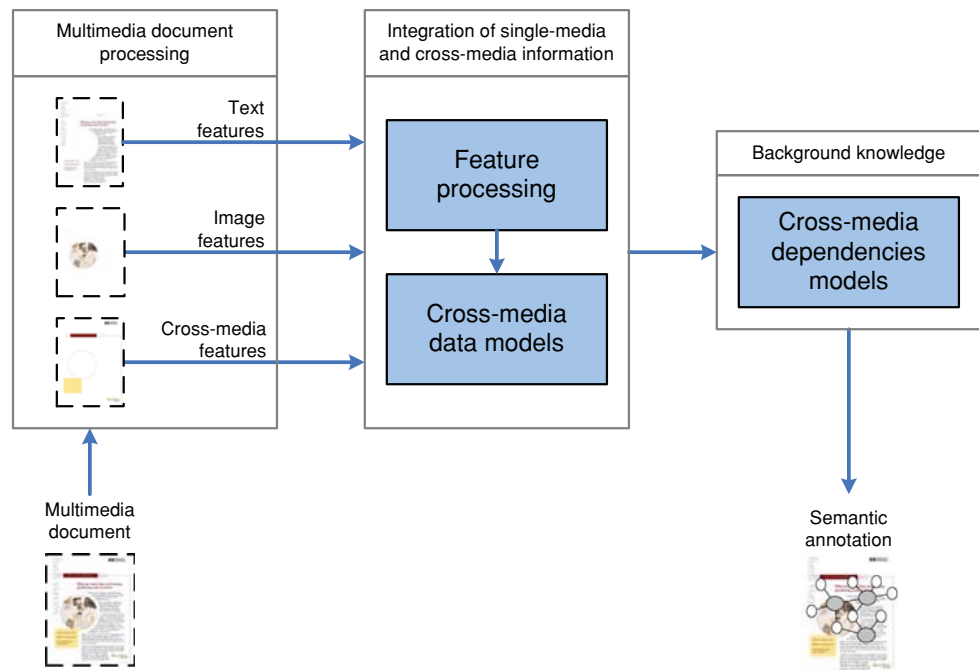 Multimedia document
processing
Text
features
Image
features
Cross-media
features
Multimedia
document
Integration of single-media
and cross-media information
Feature
processing
Cross-media
data models
Background knowledge
Cross-media
dependencies
models
Semantic
annotation